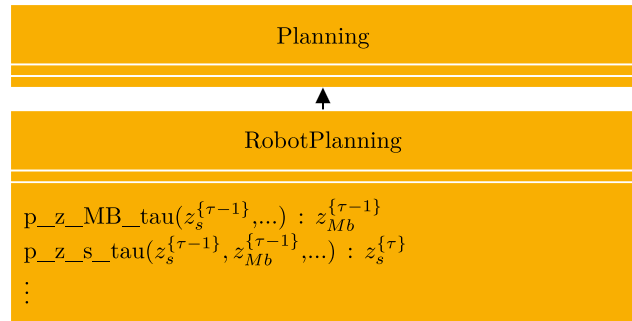 Planning
RobotPlanning
p_z_MB_tau($z_s^{\{\tau-1\}}$,...) : $z_{Mb}^{\{\tau-1\}}$
p_z_s_tau($z_s^{\{\tau-1\}}, z_{Mb}^{\{\tau-1\}}$,...) : $z_s^{\{\tau\}}$
⋮